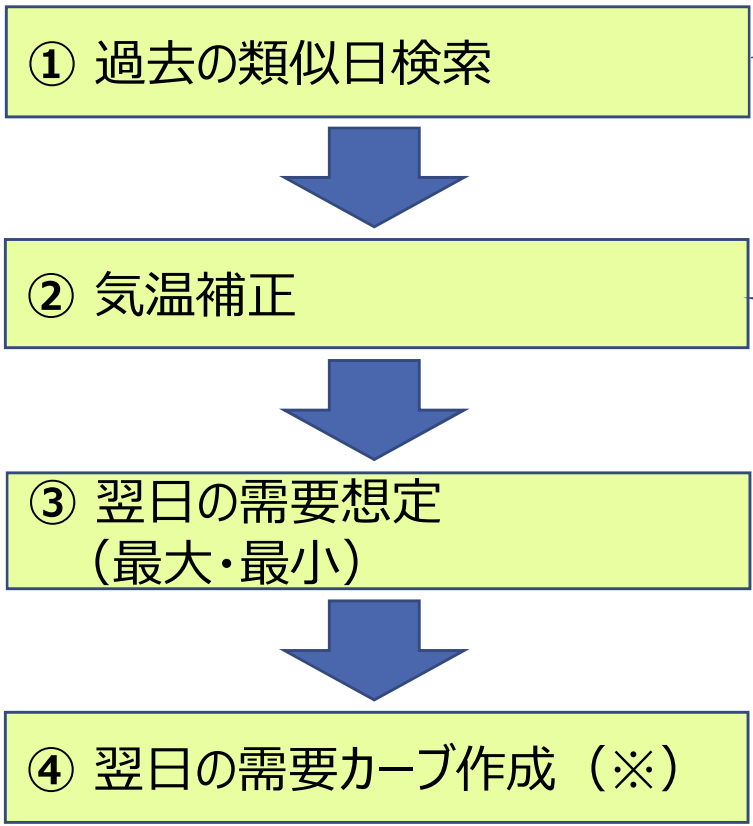 ① 過去の類似日検索
② 気温補正
③ 翌日の需要想定
（最大・最小）
④ 翌日の需要カーブ作成（※）